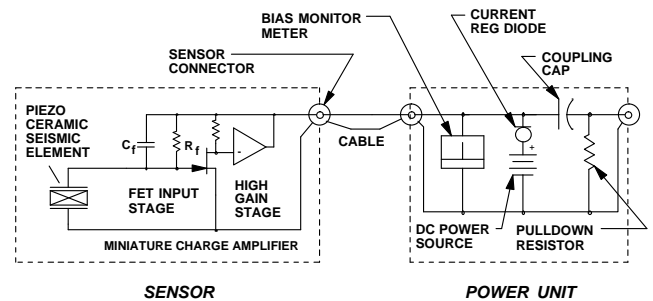 BIAS MONITOR
METER
CURRENT
REG DIODE
COUPLING
CAP
SENSOR
CONNECTOR
PIEZO
CERAMIC
SEISMIC
ELEMENT
Cf
Rf
-
CABLE
+
FET INPUT
STAGE
HIGH
GAIN
STAGE
MINIATURE CHARGE AMPLIFIER
DC POWER
SOURCE
PULLDOWN
RESISTOR
SENSOR
POWER UNIT